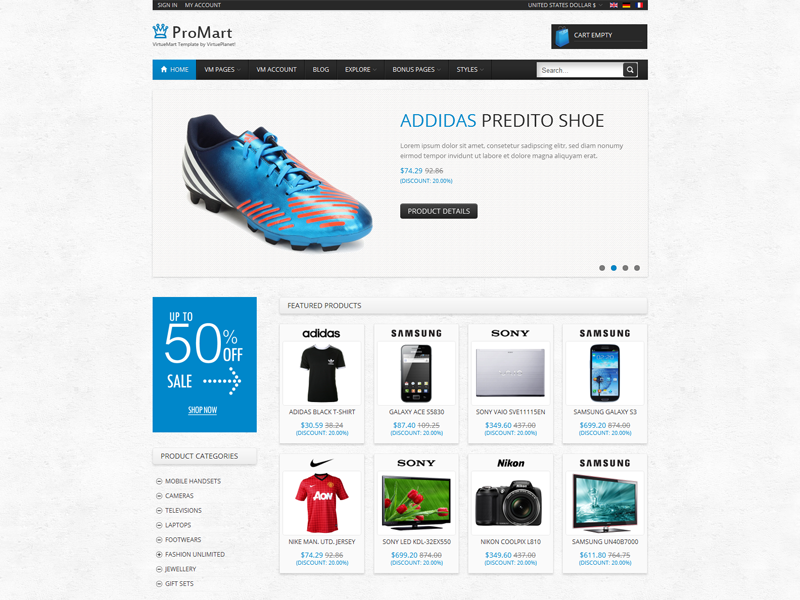 SIGN IN MY ACCOUNT
UNITED STATES DOLLAR $
ProMart
VirtueMart Template by VirtuePlanet!
CART EMPTY
HOME VM PAGES VM ACCOUNT BLOG EXPLORE BONUS PAGES STYLES
Search...
ADDIDAS PREDITO SHOE
Lorem ipsum dolor sit amet, consetetur sadipscing elitr, sed diam nonumy
eirmod tempor invidunt ut labore et dolore magna aliquyam erat.
$74.29 92.86
(DISCOUNT: 20.00%)
PRODUCT DETAILS
UP TO
50% OFF
SALE
SHOP NOW
FEATURED PRODUCTS
adidas
ADIDAS BLACK T-SHIRT
$30.59 38.24
(DISCOUNT: 20.00%)
SAMSUNG
GALAXY ACE S5830
$87.40 109.25
(DISCOUNT: 20.00%)
SONY
SONY VAIO SVE11115EN
$349.60 437.00
(DISCOUNT: 20.00%)
SAMSUNG
SAMSUNG GALAXY S3
$699.20 874.00
(DISCOUNT: 20.00%)
AON
NIKE MAN. UTD. JERSEY
$74.29 92.86
(DISCOUNT: 20.00%)
SONY
SONY LED KDL-32EX550
$699.20 874.00
(DISCOUNT: 20.00%)
Nikon
NIKON COOLPIX L810
$349.60 437.00
(DISCOUNT: 20.00%)
SAMSUNG
SAMSUNG UN40B7000
$611.80 764.75
(DISCOUNT: 20.00%)
PRODUCT CATEGORIES
MOBILE HANDSETS
CAMERAS
TELEVISIONS
LAPTOPS
FOOTWEARS
FASHION UNLIMITED
JEWELLERY
GIFT SETS